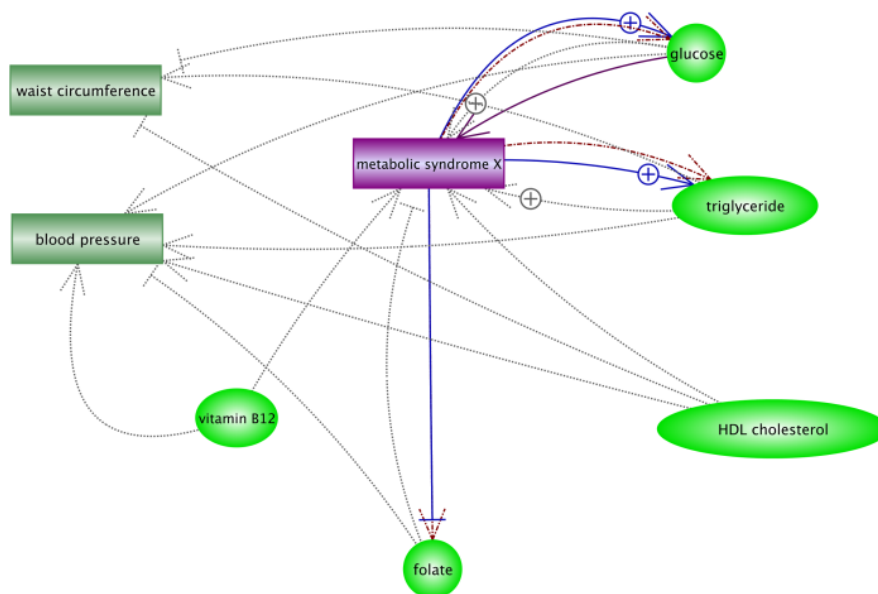 glucose
waist circumference
metabolic syndrome X
triglyceride
blood pressure
vitamin B12
HDL cholesterol
folate